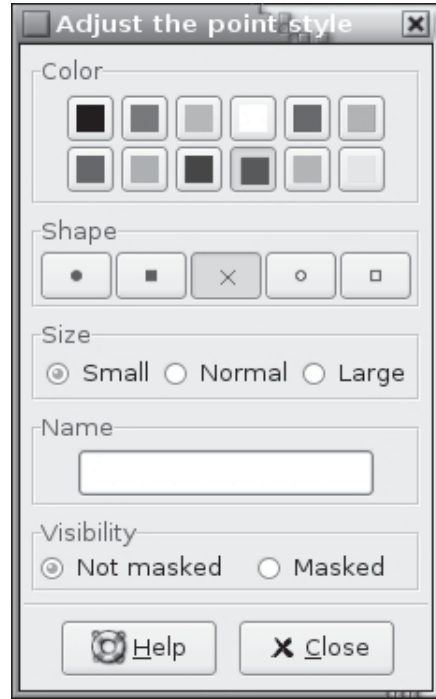 Adjust the point style
Color
Shape
Size
Small Normal Large
Name
Visibility
Not masked Masked
Help Close